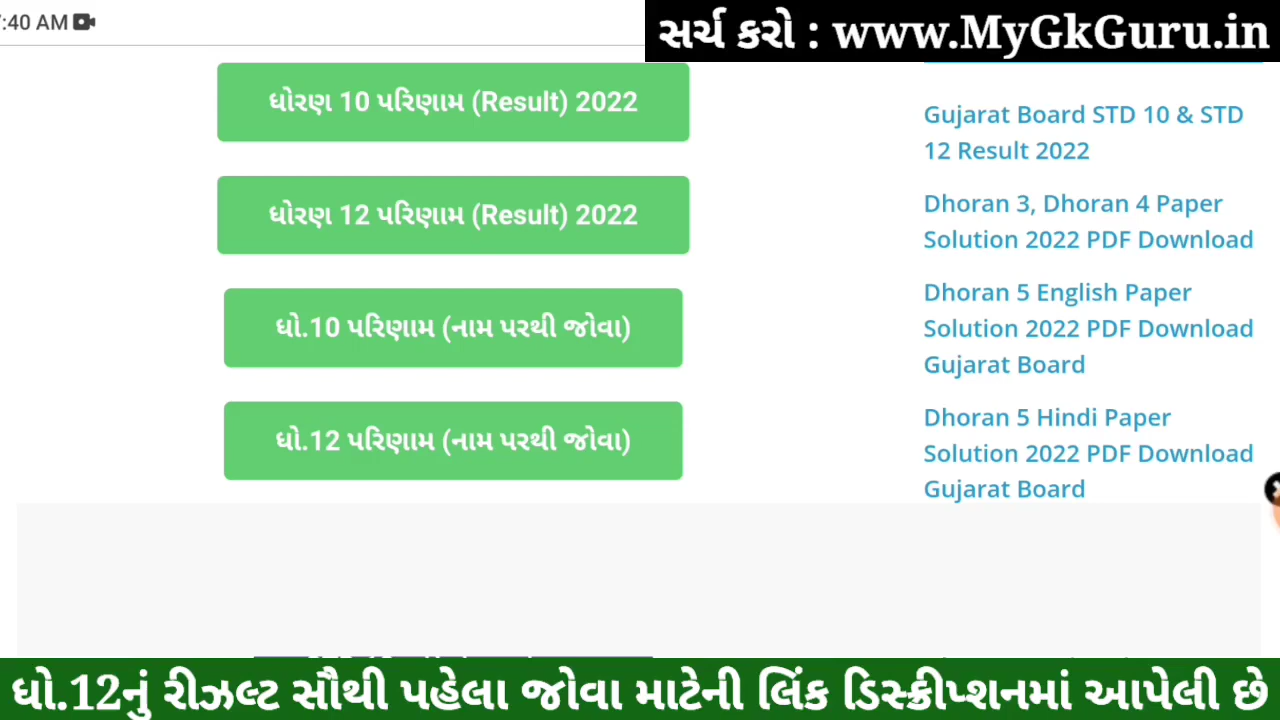 :40 AM
સર્ચ કરો : www.MyGkGuru.in
ધોરણ 10 પરિણામ (Result) 2022
ધોરણ 12 પરિણામ (Result) 2022
ધો.10 પરિણામ (નામ પરથી જોવા)
ધો.12 પરિણામ (નામ પરથી જોવા)
Gujarat Board STD 10 & STD
12 Result 2022
Dhoran 3, Dhoran 4 Paper
Solution 2022 PDF Download
Dhoran 5 English Paper
Solution 2022 PDF Download
Gujarat Board
Dhoran 5 Hindi Paper
Solution 2022 PDF Download
Gujarat Board
ધો.12નું રીઝલ્ટ સૌથી પહેલા જોવા માટેની લિંક ડિસ્ક્રીપ્શનમાં આપેલી છે